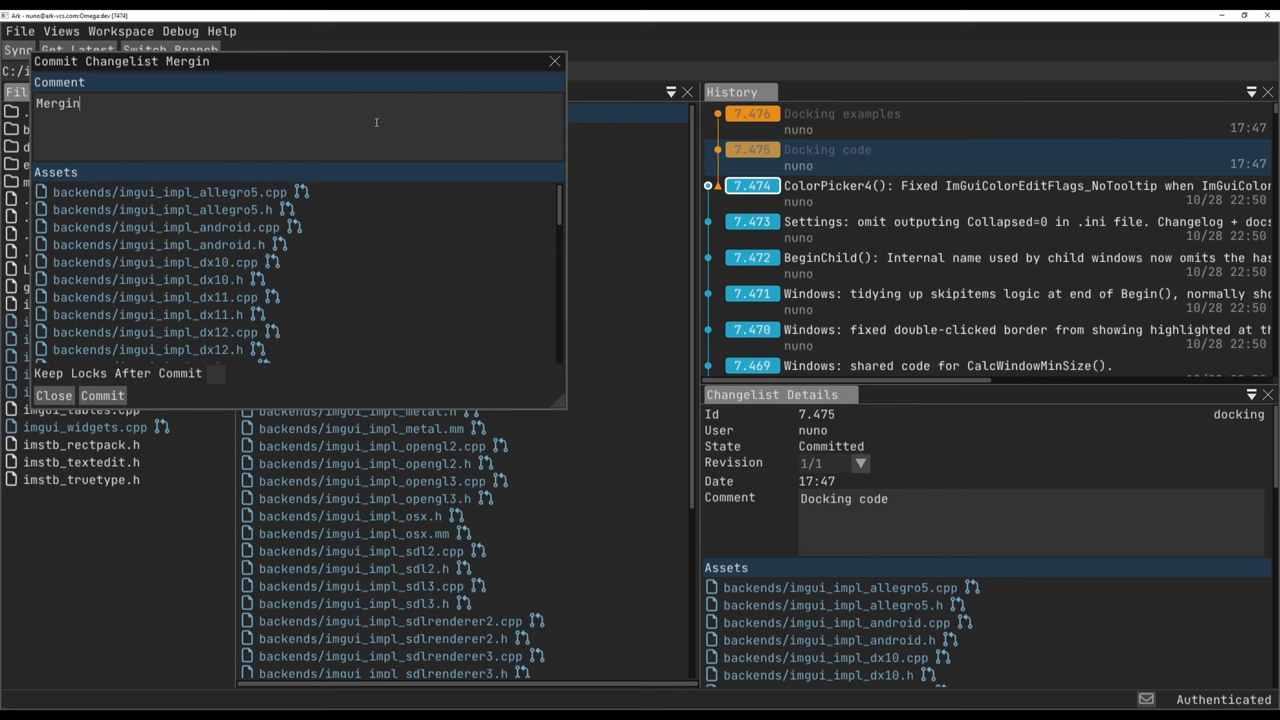 Ark - nuno@ark-vcs.com:Omega:dev [7474]
File Views Workspace Debug Help
Sync Get Latest Switch Branch
C:/i
Commit Changelist Mergin
Comment
Mergin
Assets
backends/imgui_impl_allegro5.cpp
backends/imgui_impl_allegro5.h
backends/imgui_impl_android.cpp
backends/imgui_impl_android.h
backends/imgui_impl_dx10.cpp
backends/imgui_impl_dx10.h
backends/imgui_impl_dx11.cpp
backends/imgui_impl_dx11.h
backends/imgui_impl_dx12.cpp
backends/imgui_impl_dx12.h
Keep Locks After Commit
Close Commit
Fil
imgui_tables.cpp
imgui_widgets.cpp
imstb_rectpack.h
imstb_textedit.h
imstb_truetype.h
backends/imgui_impl_metal.h
backends/imgui_impl_metal.mm
backends/imgui_impl_opengl2.cpp
backends/imgui_impl_opengl2.h
backends/imgui_impl_opengl3.cpp
backends/imgui_impl_opengl3.h
backends/imgui_impl_osx.h
backends/imgui_impl_osx.mm
backends/imgui_impl_sdl2.cpp
backends/imgui_impl_sdl2.h
backends/imgui_impl_sdl3.cpp
backends/imgui_impl_sdl3.h
backends/imgui_impl_sdlrenderer2.cpp
backends/imgui_impl_sdlrenderer2.h
backends/imgui_impl_sdlrenderer3.cpp
backends/imgui_impl_sdlrenderer3.h
History
7.476 Docking examples
nuno 17:47
7.475 Docking code
nuno 17:47
7.474 ColorPicker4(): Fixed ImGuiColorEditFlags_NoTooltip when ImGuiColor
nuno 10/28 22:50
7.473 Settings: omit outputing Collapsed=0 in .ini file. Changelog + docs
nuno 10/28 22:50
7.472 BeginChild(): Internal name used by child windows now omits the has
nuno 10/28 22:50
7.471 Windows: tidying up skipitems logic at end of Begin(), normally sho
nuno 10/28 22:50
7.470 Windows: fixed double-clicked border from showing highlighted at th
nuno 10/28 22:50
7.469 Windows: shared code for CalcWindowMinSize().
Changelist Details
Id 7.475 docking
User nuno
State Committed
Revision 1/1
Date 17:47
Comment Docking code
Assets
backends/imgui_impl_allegro5.cpp
backends/imgui_impl_allegro5.h
backends/imgui_impl_android.cpp
backends/imgui_impl_android.h
backends/imgui_impl_dx10.cpp
backends/imgui_impl_dx10.h
Authenticated